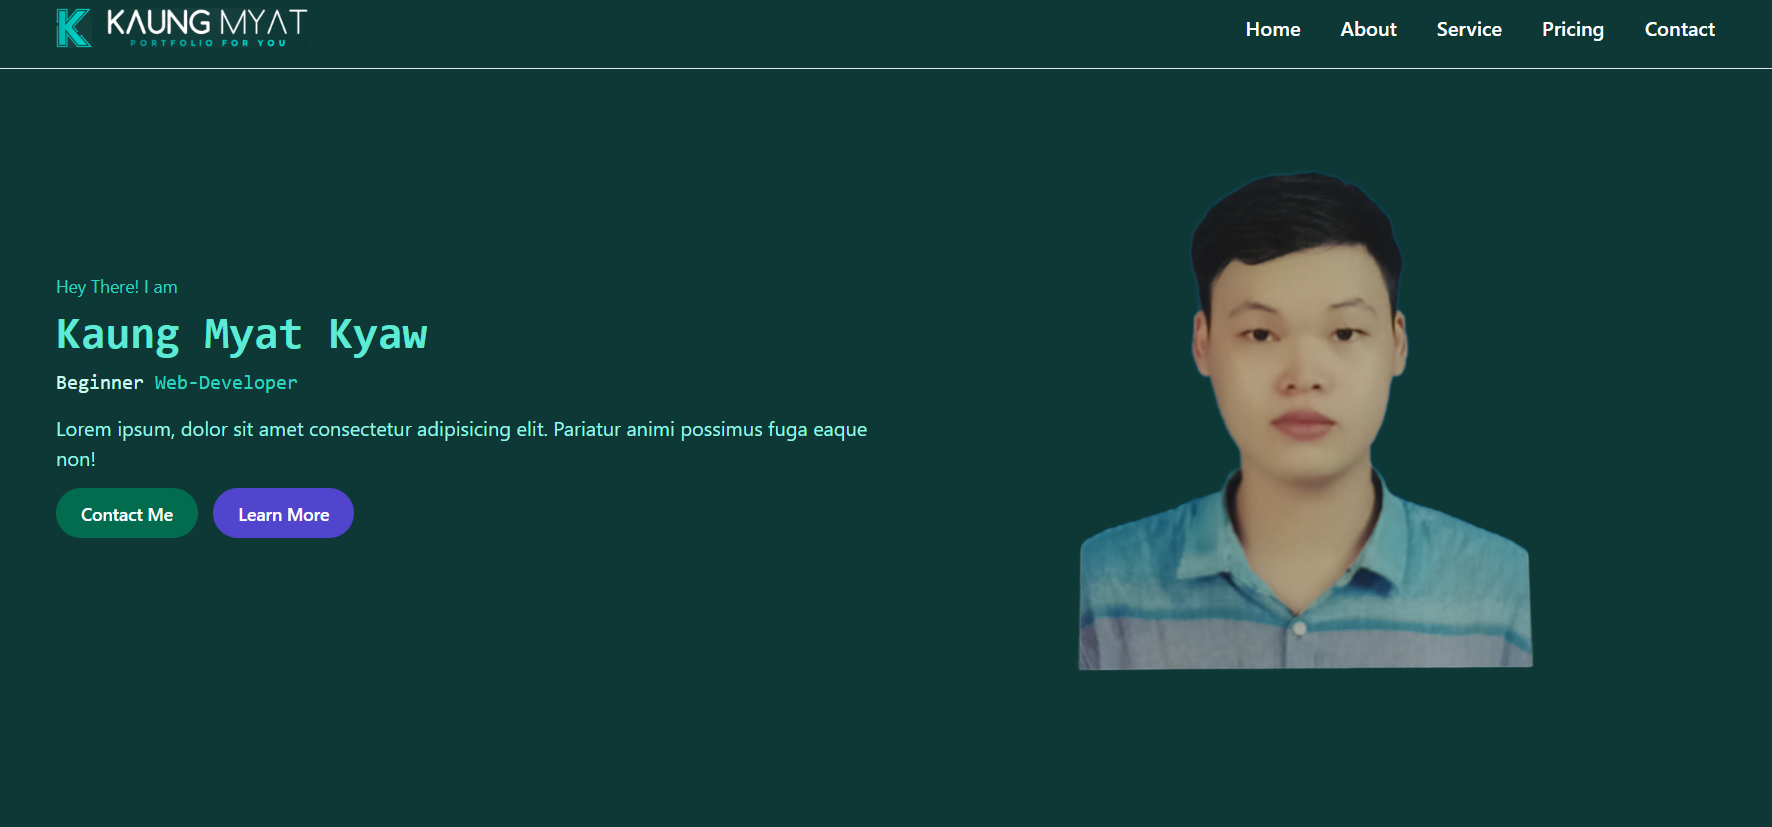 KAUNG MYAT
PORTFOLIO FOR YOU
Home About Service Pricing Contact
Hey There! I am
Kaung Myat Kyaw
Beginner Web-Developer
Lorem ipsum, dolor sit amet consectetur adipisicing elit. Pariatur animi possimus fuga eaque
non!
Contact Me Learn More